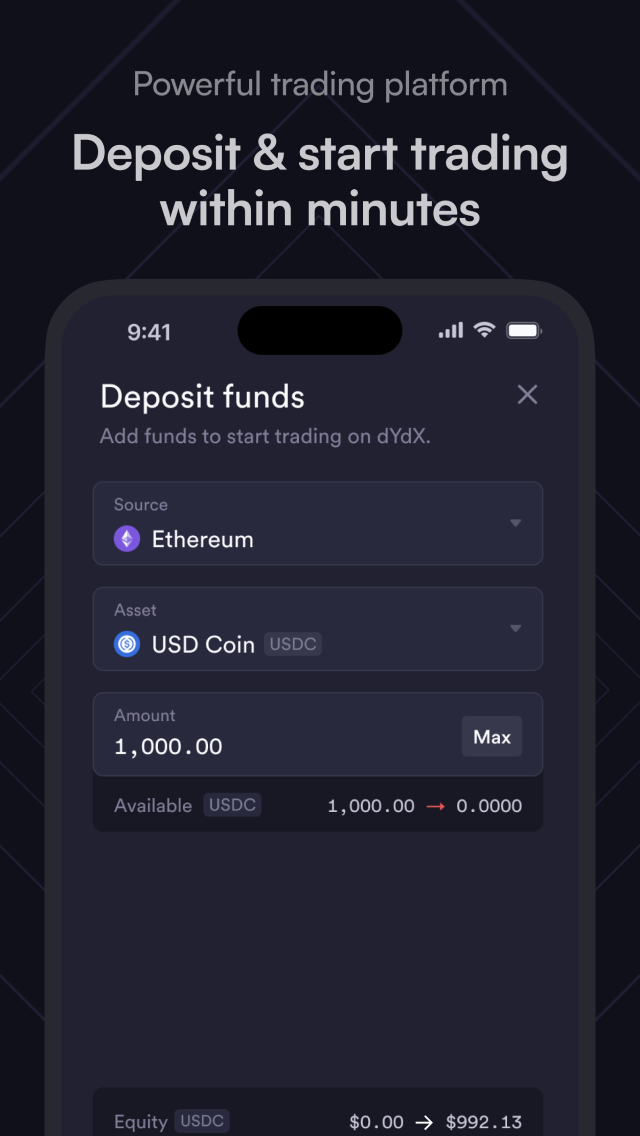 Powerful trading platform
Deposit & start trading
within minutes
9:41
Deposit funds
Add funds to start trading on dYdX.
Source
Ethereum
Asset
USD Coin USDC
Amount
1,000.00
Max
Available USDC 1,000.00 → 0.0000
Equity USDC $0.00 → $992.13